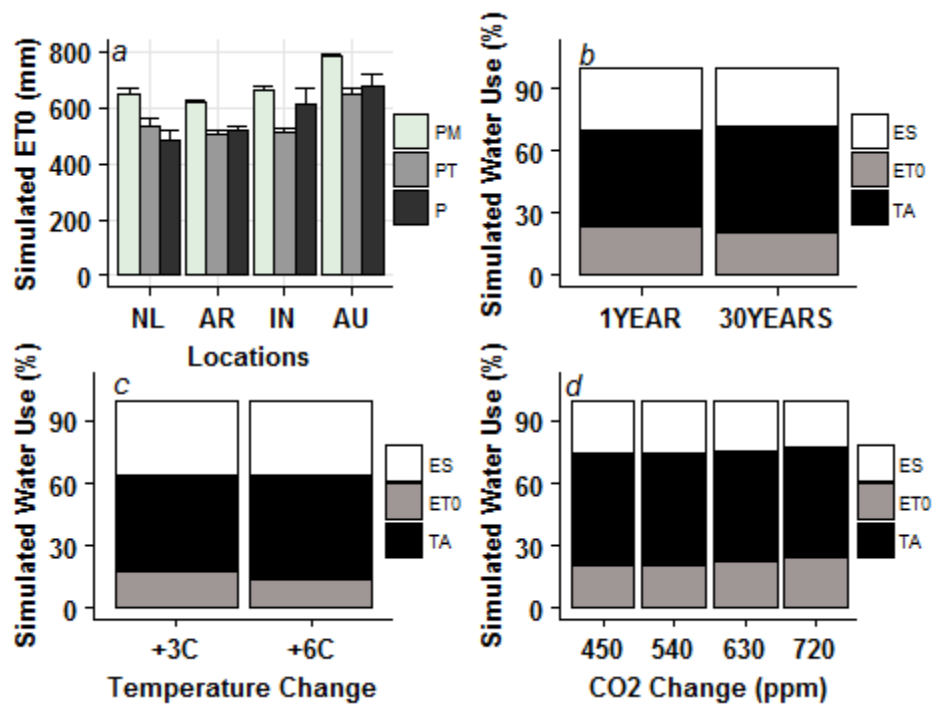 a
Simulated ET0 (mm)
800
600
400
200
0
NL AR IN AU
Locations
PM
PT
P
b
Simulated Water Use (%)
90
60
30
0
1YEAR 30YEARS
ES
ET0
TA
c
Simulated Water Use (%)
90
60
30
0
+3C +6C
Temperature Change
ES
ET0
TA
d
Simulated Water Use (%)
90
60
30
0
450 540 630 720
CO2 Change (ppm)
ES
ET0
TA